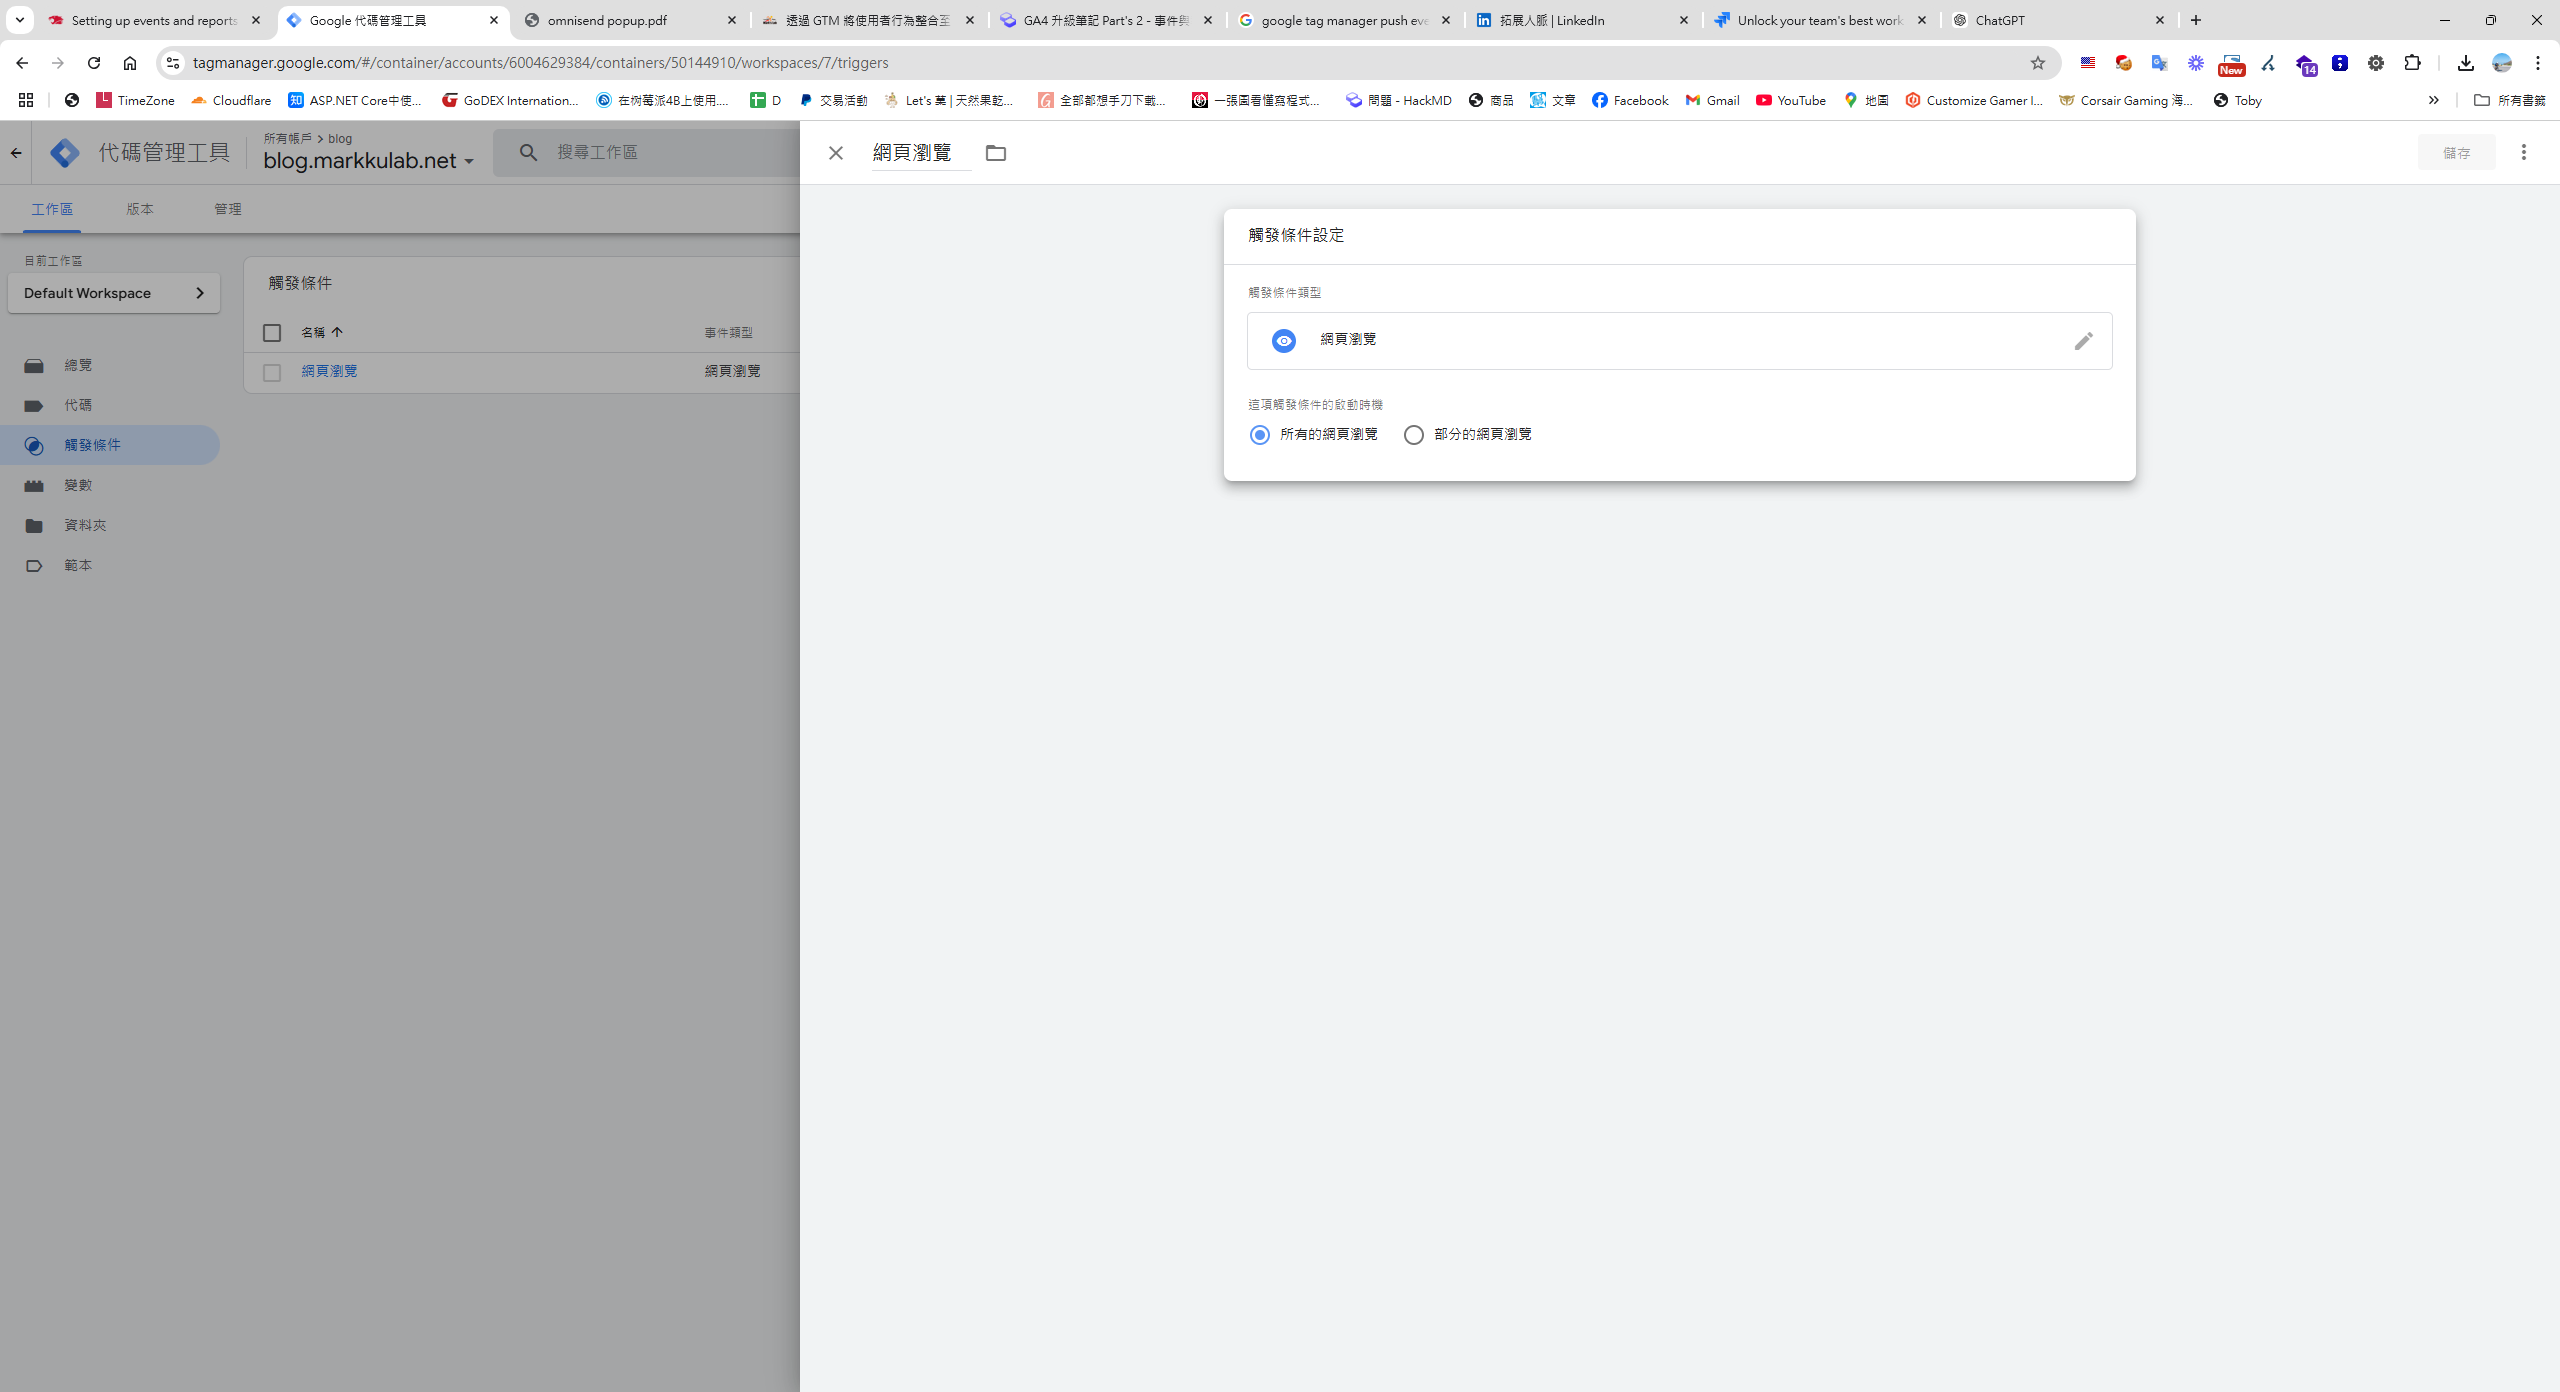 Setting up events and reports
Google 代碼管理工具
omnisend popup.pdf
透過 GTM 將使用者行為整合至
GA4 升級筆記 Part's 2 - 事件與
google tag manager push eve
拓展人脈 | LinkedIn
Unlock your team's best work
ChatGPT
tagmanager.google.com/#/container/accounts/6004629384/containers/50144910/workspaces/7/triggers
New
14
TimeZone
Cloudflare
知
ASP.NET Core中使...
GoDEX Internation...
在树莓派4B上使用....
D
交易活動
Let's 菓 | 天然果乾...
全部都想手刀下載...
一張圖看懂寫程式...
問題 - HackMD
商品
文章
Facebook
Gmail
YouTube
地圖
Customize Gamer I...
Corsair Gaming 海...
Toby
所有書籤
代碼管理工具
所有帳戶 > blog
blog.markkulab.net
搜尋工作區
網頁瀏覽
儲存
工作區
版本
管理
目前工作區
Default Workspace
總覽
代碼
觸發條件
變數
資料夾
範本
觸發條件
名稱
事件類型
網頁瀏覽
網頁瀏覽
觸發條件設定
觸發條件類型
網頁瀏覽
這項觸發條件的啟動時機
所有的網頁瀏覽
部分的網頁瀏覽